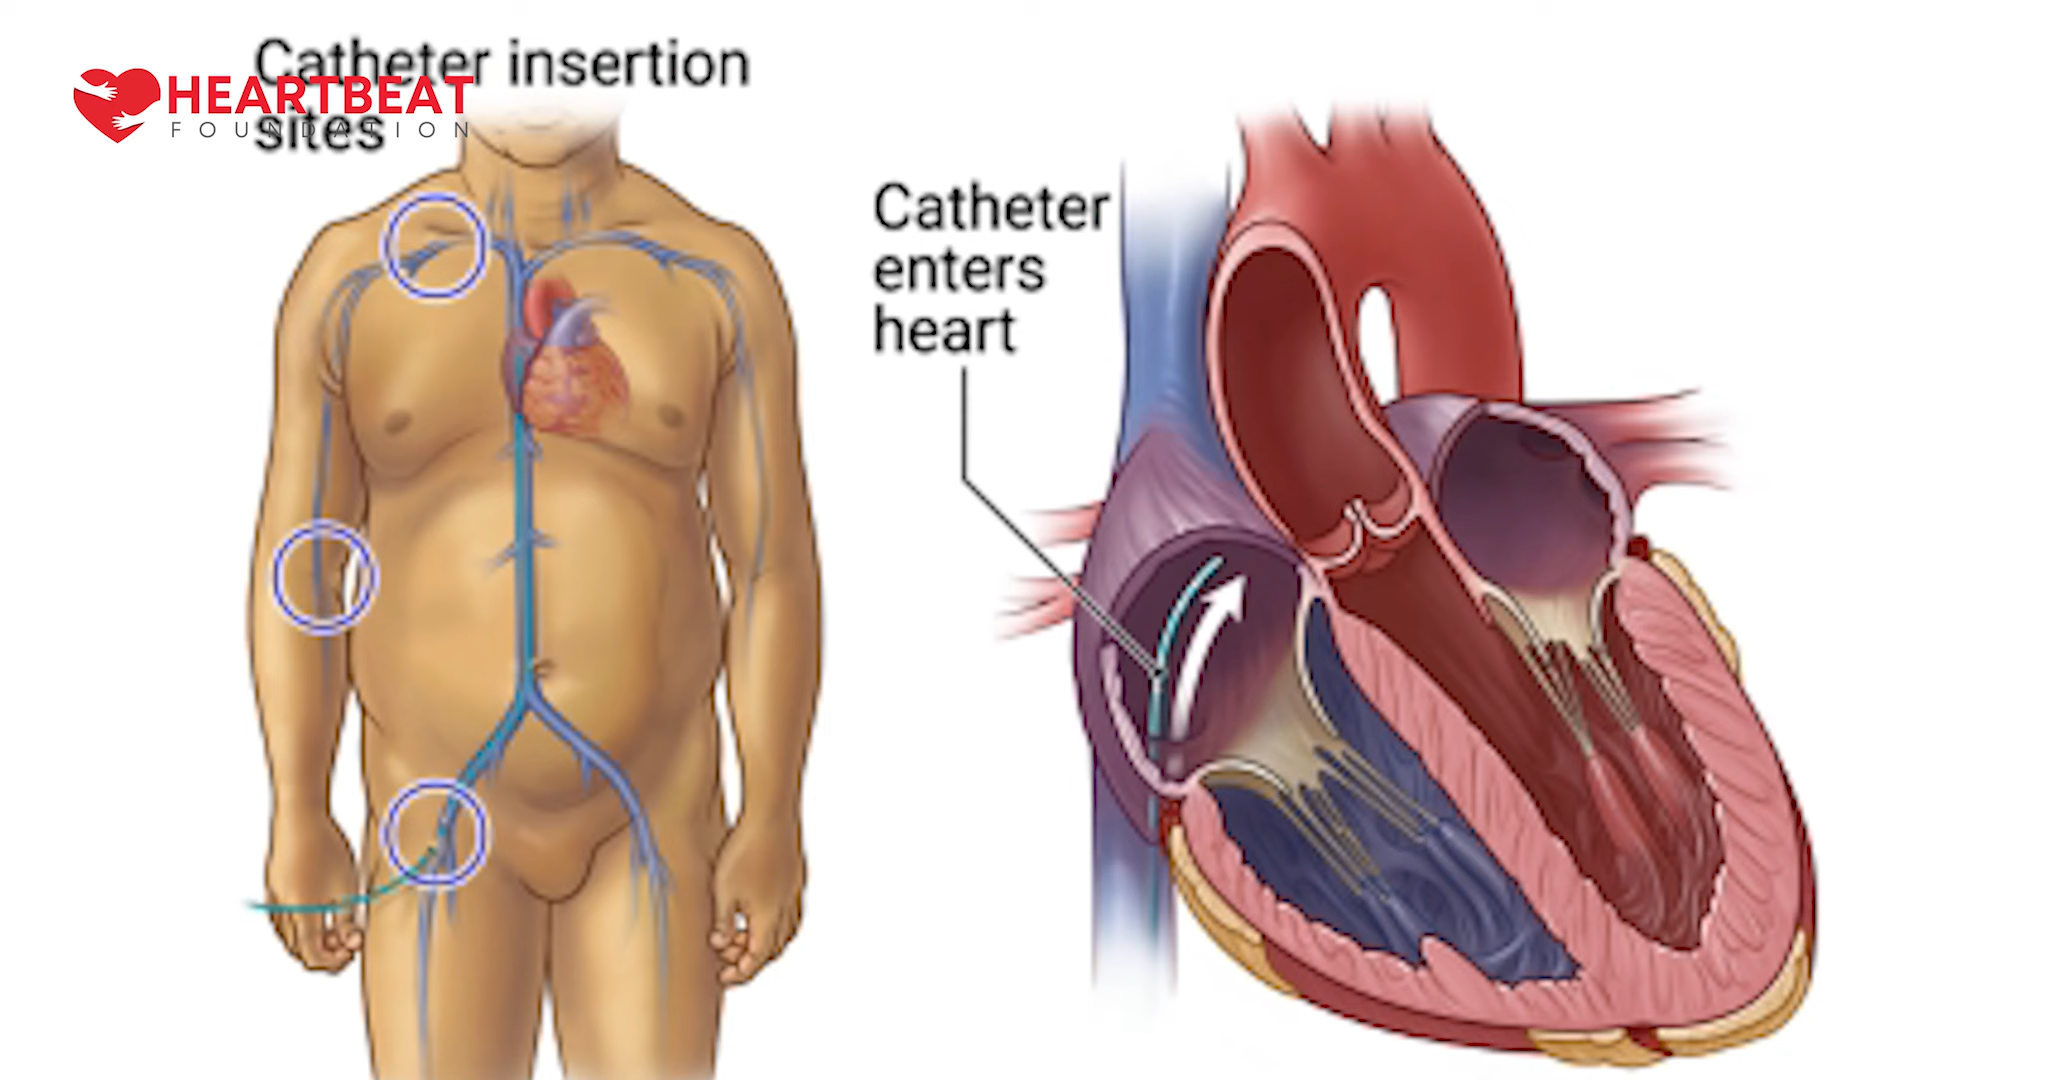 Catheter insertion
sites
HEARTBEAT
FOUNDATION
Catheter
enters
heart